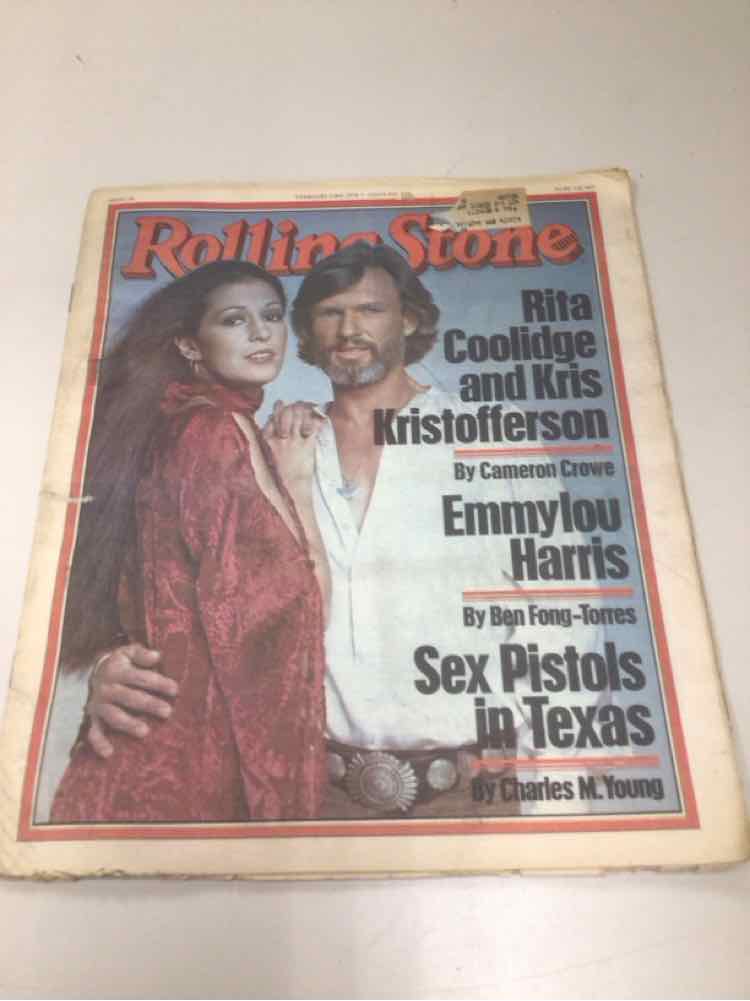 Rolling Stone
Rita
Coolidge
and Kris
Kristofferson
By Cameron Crowe
Emmylou
Harris
By Ben Fong-Torres
Sex Pistols
in Texas
By Charles M. Young